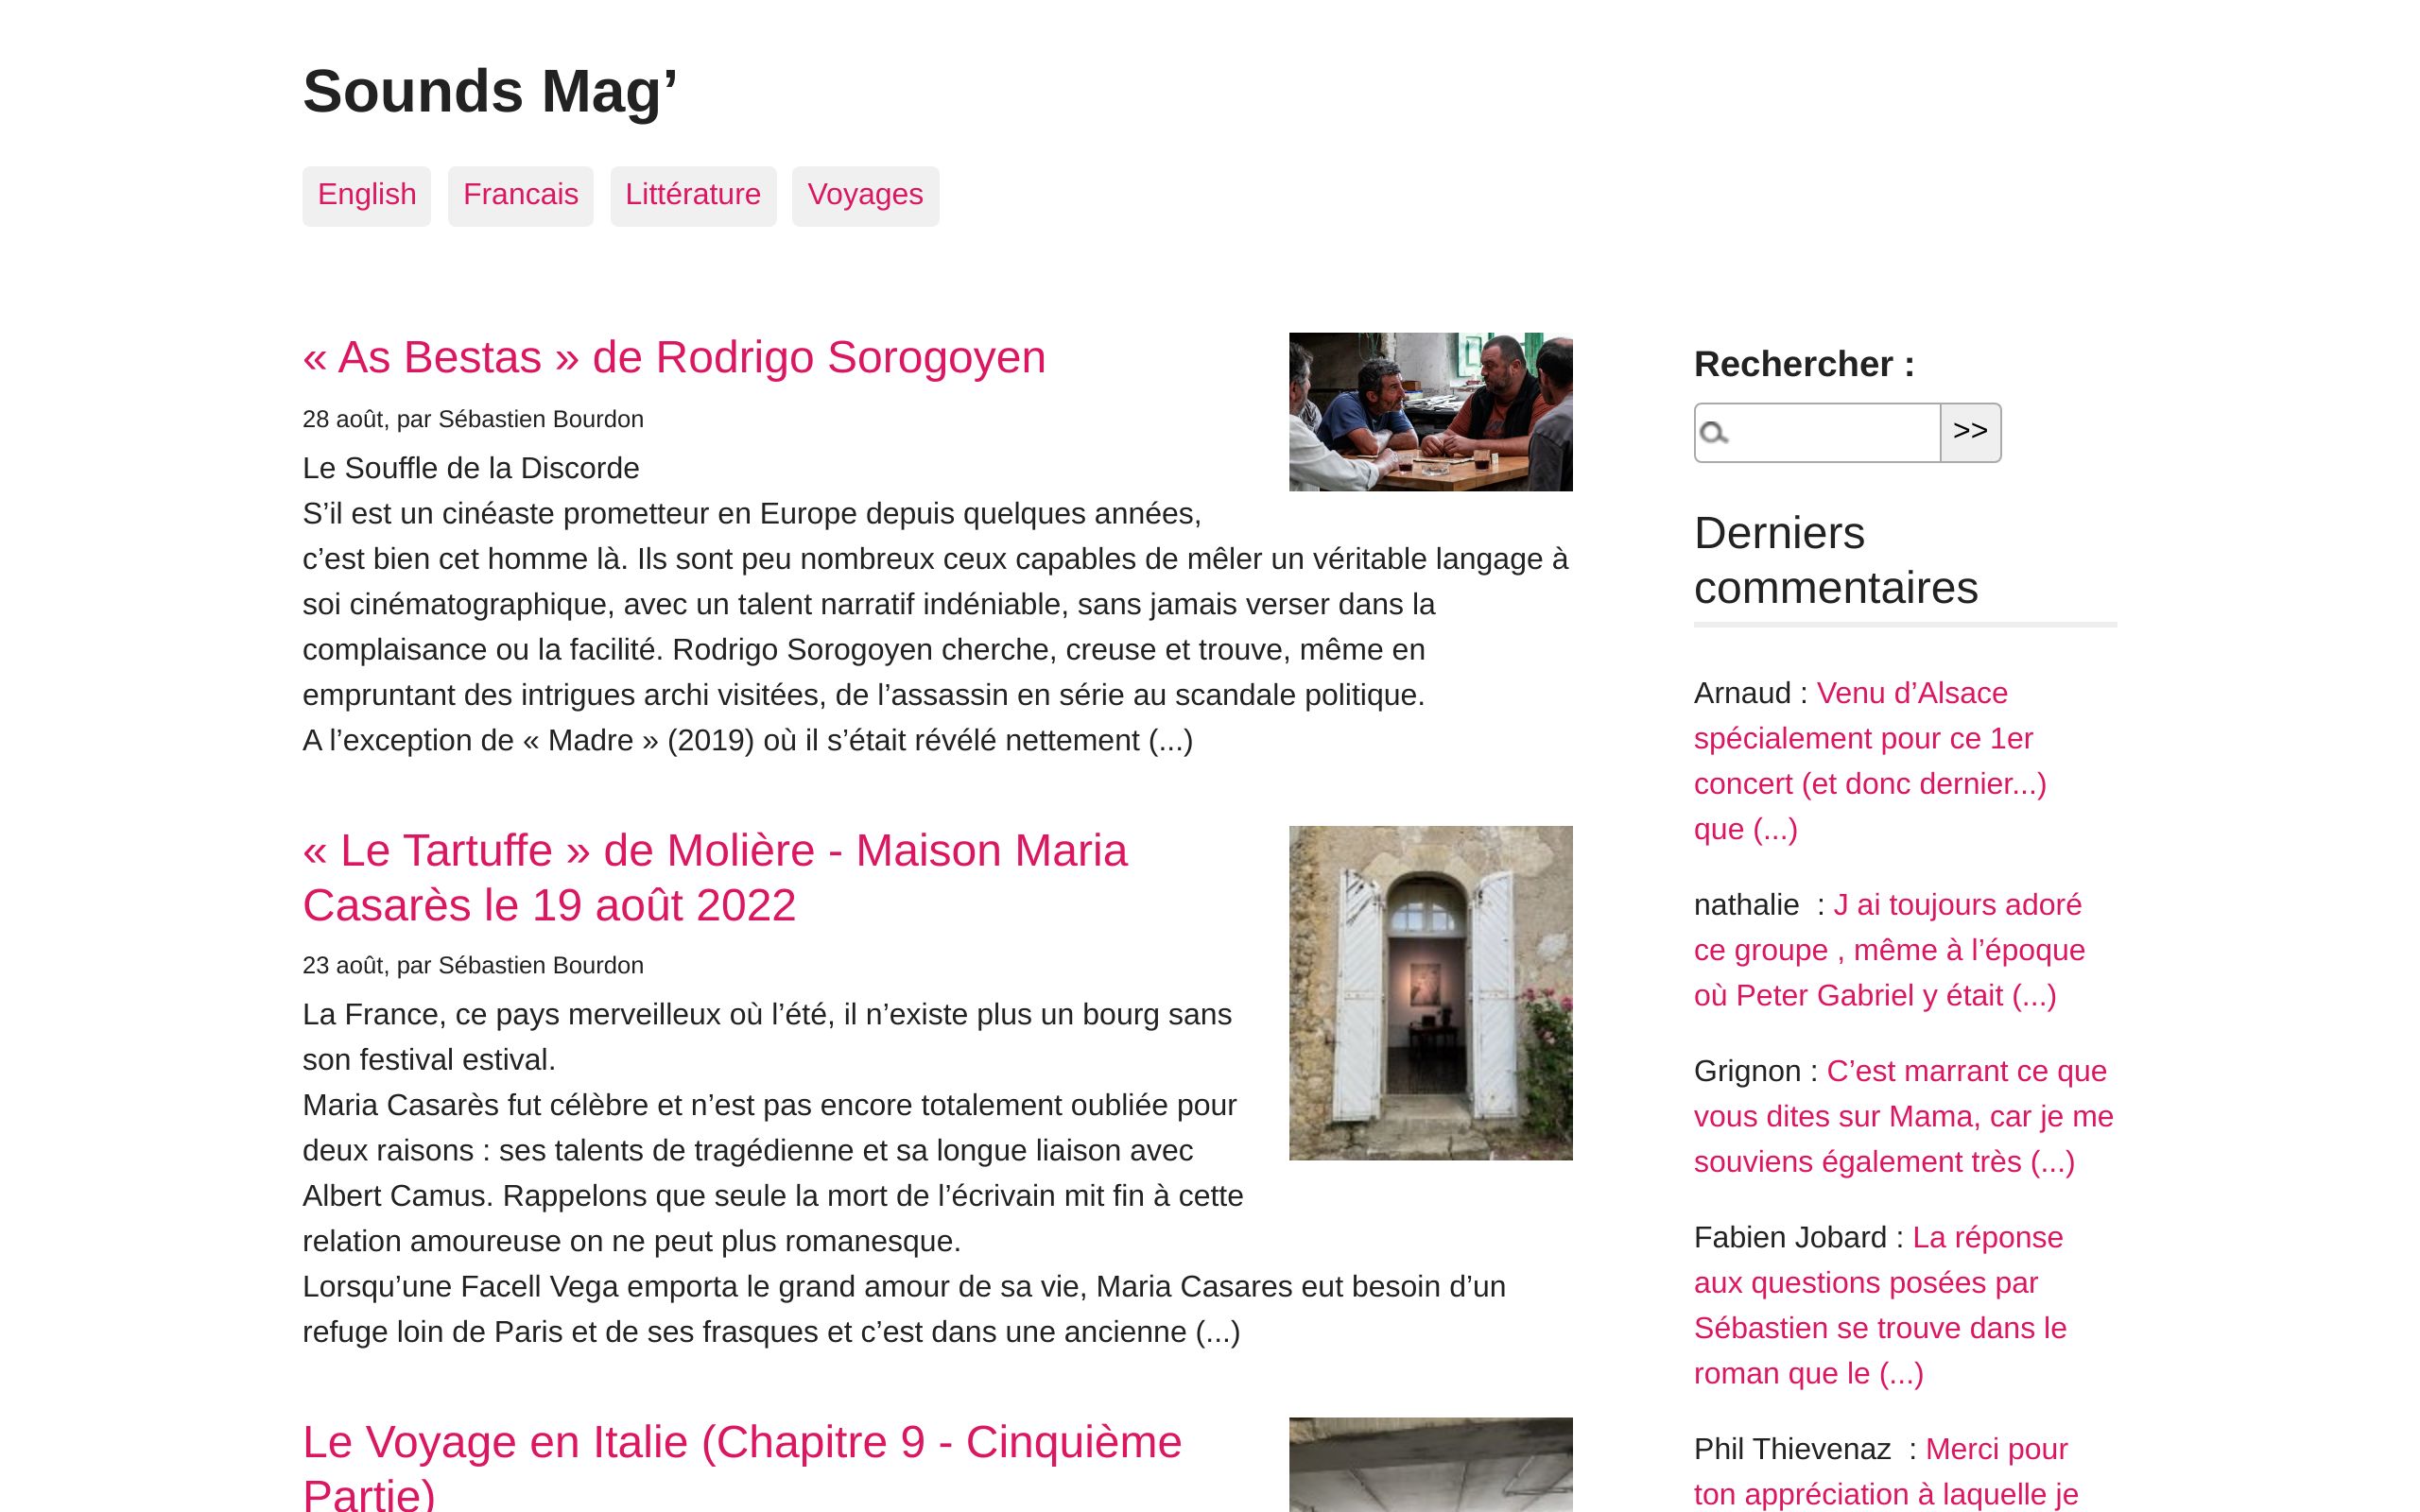 Sounds Mag’
English
Francais
Littérature
Voyages
« As Bestas » de Rodrigo Sorogoyen
28 août, par Sébastien Bourdon
Le Souffle de la Discorde
S’il est un cinéaste prometteur en Europe depuis quelques années,
c’est bien cet homme là. Ils sont peu nombreux ceux capables de mêler un véritable langage à
soi cinématographique, avec un talent narratif indéniable, sans jamais verser dans la
complaisance ou la facilité. Rodrigo Sorogoyen cherche, creuse et trouve, même en
empruntant des intrigues archi visitées, de l’assassin en série au scandale politique.
A l’exception de « Madre » (2019) où il s’était révélé nettement (...)
« Le Tartuffe » de Molière - Maison Maria
Casarès le 19 août 2022
23 août, par Sébastien Bourdon
La France, ce pays merveilleux où l’été, il n’existe plus un bourg sans
son festival estival.
Maria Casarès fut célèbre et n’est pas encore totalement oubliée pour
deux raisons : ses talents de tragédienne et sa longue liaison avec
Albert Camus. Rappelons que seule la mort de l’écrivain mit fin à cette
relation amoureuse on ne peut plus romanesque.
Lorsqu’une Facell Vega emporta le grand amour de sa vie, Maria Casares eut besoin d’un
refuge loin de Paris et de ses frasques et c’est dans une ancienne (...)
Le Voyage en Italie (Chapitre 9 - Cinquième
Partie)
Rechercher :
>>
Derniers
commentaires
Arnaud : Venu d’Alsace
spécialement pour ce 1er
concert (et donc dernier...)
que (...)
nathalie  : J ai toujours adoré
ce groupe , même à l’époque
où Peter Gabriel y était (...)
Grignon : C’est marrant ce que
vous dites sur Mama, car je me
souviens également très (...)
Fabien Jobard : La réponse
aux questions posées par
Sébastien se trouve dans le
roman que le (...)
Phil Thievenaz  : Merci pour
ton appréciation à laquelle je